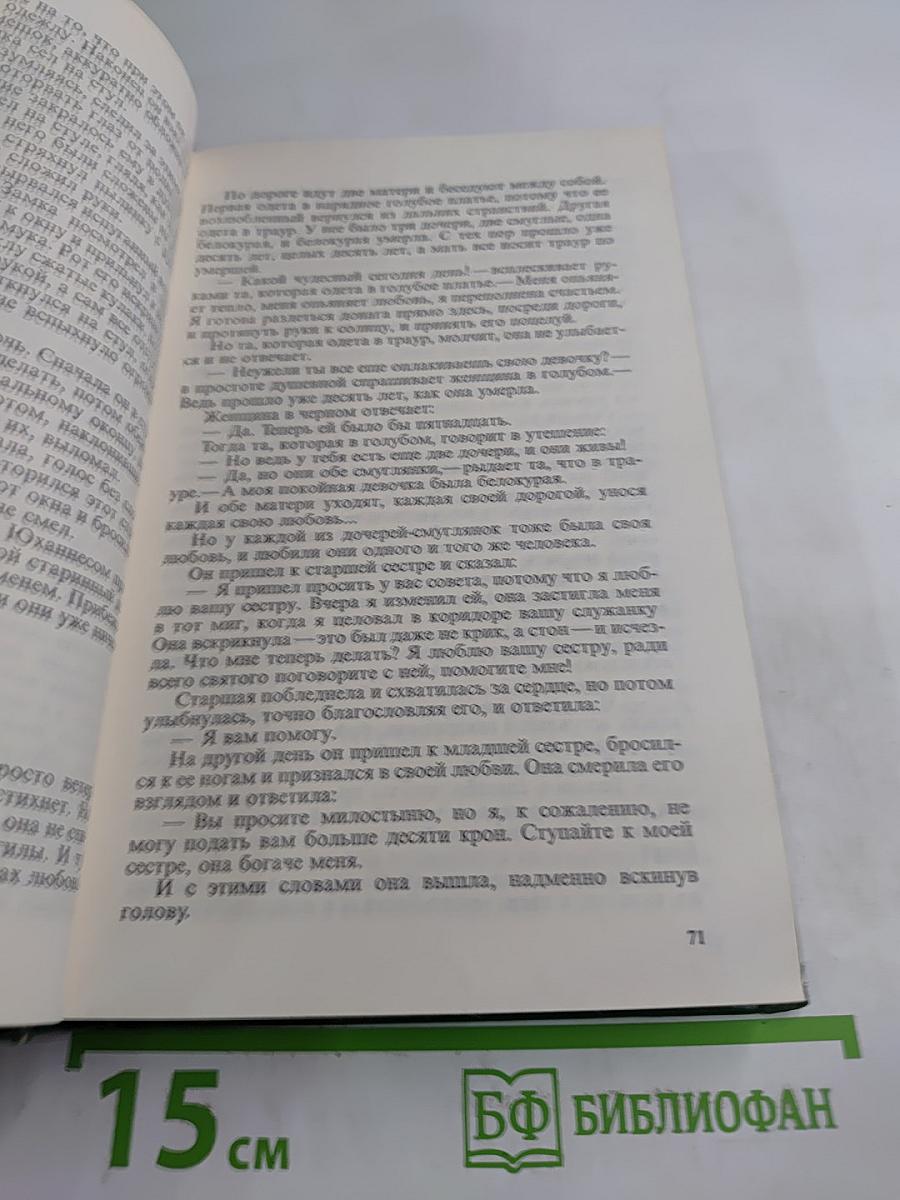 По дороге идут две матери и беседуют между собой.
Первая одета в нарядное голубое платье, потому что ее
возлюбленный вернулся из дальних странствий. Другая
одета в траур. У нее было три дочери, две смуглые, одна
белокурая, и белокурая умерла. С тех пор прошло уже
десять лет, целых десять лет, а мать все носит траур по
умершей.
— Какой чудесный сегодня день! — всплескивает ру-
ками та, которая одета в голубое платье. — Меня опьяня-
ет тепло, меня опьяняет любовь, я переполнена счастьем.
Я готова раздеться донага прямо здесь, посреди дороги,
и протянуть руки к солнцу, и принять его поцелуй.
Но та, которая одета в траур, молчит, она не улыбает-
ся и не отвечает.
— Неужели ты все еще оплакиваешь свою девочку? —
в простоте душевной спрашивает женщина в голубом. —
Ведь прошло уже десять лет, как она умерла.
Женщина в черном отвечает:
— Да. Теперь ей было бы пятнадцать.
Тогда та, которая в голубом, говорит в утешение:
— Но ведь у тебя есть еще две дочери, и они живы!
— Да, но они обе смуглянки, — рыдает та, что в тра-
уре. — А моя покойная девочка была белокурая.
И обе матери уходят, каждая своей дорогой, унося
каждая свою любовь...
Но у каждой из дочерей-смуглянок тоже была своя
любовь, и любили они одного и того же человека.
Он пришел к старшей сестре и сказал:
— Я пришел просить у вас совета, потому что я люб-
лю вашу сестру. Вчера я изменил ей, она застигла меня
в тот миг, когда я целовал в коридоре вашу служанку
Она вскрикнула — это был даже не крик, а стон — и исчез-
ла. Что мне теперь делать? Я люблю вашу сестру, ради
всего святого поговорите с ней, помогите мне!
Старшая побледнела и схватилась за сердце, но потом
улыбнулась, точно благословляя его, и ответила:
— Я вам помогу.
На другой день он пришел к младшей сестре, бросил-
ся к ее ногам и признался в своей любви. Она смерила его
взглядом и ответила:
— Вы просите милостыню, но я, к сожалению, не
могу подать вам больше десяти крон. Ступайте к моей
сестре, она богаче меня.
И с этими словами она вышла, надменно вскинув
голову.
71
15 см
БФ БИБЛИОФАН